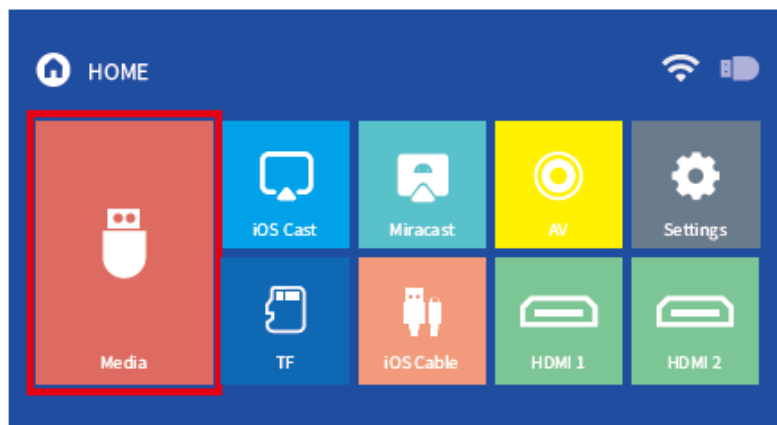 HOME
Media
iOS Cast
Miracast
AV
Settings
TF
iOS Cable
HDMI 1
HDMI 2